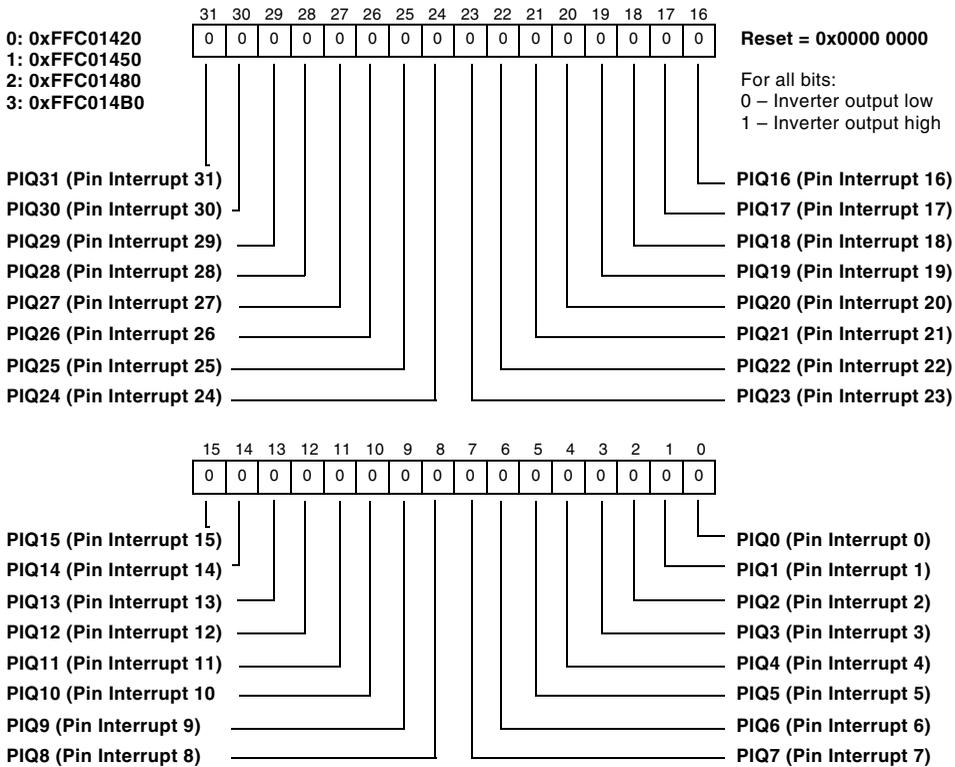 31 30 29 28 27 26 25 24 23 22 21 20 19 18 17 16
0: 0xFFC01420
1: 0xFFC01450
2: 0xFFC01480
3: 0xFFC014B0
0 0 0 0 0 0 0 0 0 0 0 0 0 0 0 0
Reset = 0x0000 0000
For all bits:
0 – Inverter output low
1 – Inverter output high
PIQ31 (Pin Interrupt 31)
PIQ30 (Pin Interrupt 30)
PIQ29 (Pin Interrupt 29)
PIQ28 (Pin Interrupt 28)
PIQ27 (Pin Interrupt 27)
PIQ26 (Pin Interrupt 26
PIQ25 (Pin Interrupt 25)
PIQ24 (Pin Interrupt 24)
PIQ16 (Pin Interrupt 16)
PIQ17 (Pin Interrupt 17)
PIQ18 (Pin Interrupt 18)
PIQ19 (Pin Interrupt 19)
PIQ20 (Pin Interrupt 20)
PIQ21 (Pin Interrupt 21)
PIQ22 (Pin Interrupt 22)
PIQ23 (Pin Interrupt 23)
15 14 13 12 11 10 9 8 7 6 5 4 3 2 1 0
0 0 0 0 0 0 0 0 0 0 0 0 0 0 0 0
PIQ15 (Pin Interrupt 15)
PIQ14 (Pin Interrupt 14)
PIQ13 (Pin Interrupt 13)
PIQ12 (Pin Interrupt 12)
PIQ11 (Pin Interrupt 11)
PIQ10 (Pin Interrupt 10
PIQ9 (Pin Interrupt 9)
PIQ8 (Pin Interrupt 8)
PIQ0 (Pin Interrupt 0)
PIQ1 (Pin Interrupt 1)
PIQ2 (Pin Interrupt 2)
PIQ3 (Pin Interrupt 3)
PIQ4 (Pin Interrupt 4)
PIQ5 (Pin Interrupt 5)
PIQ6 (Pin Interrupt 6)
PIQ7 (Pin Interrupt 7)